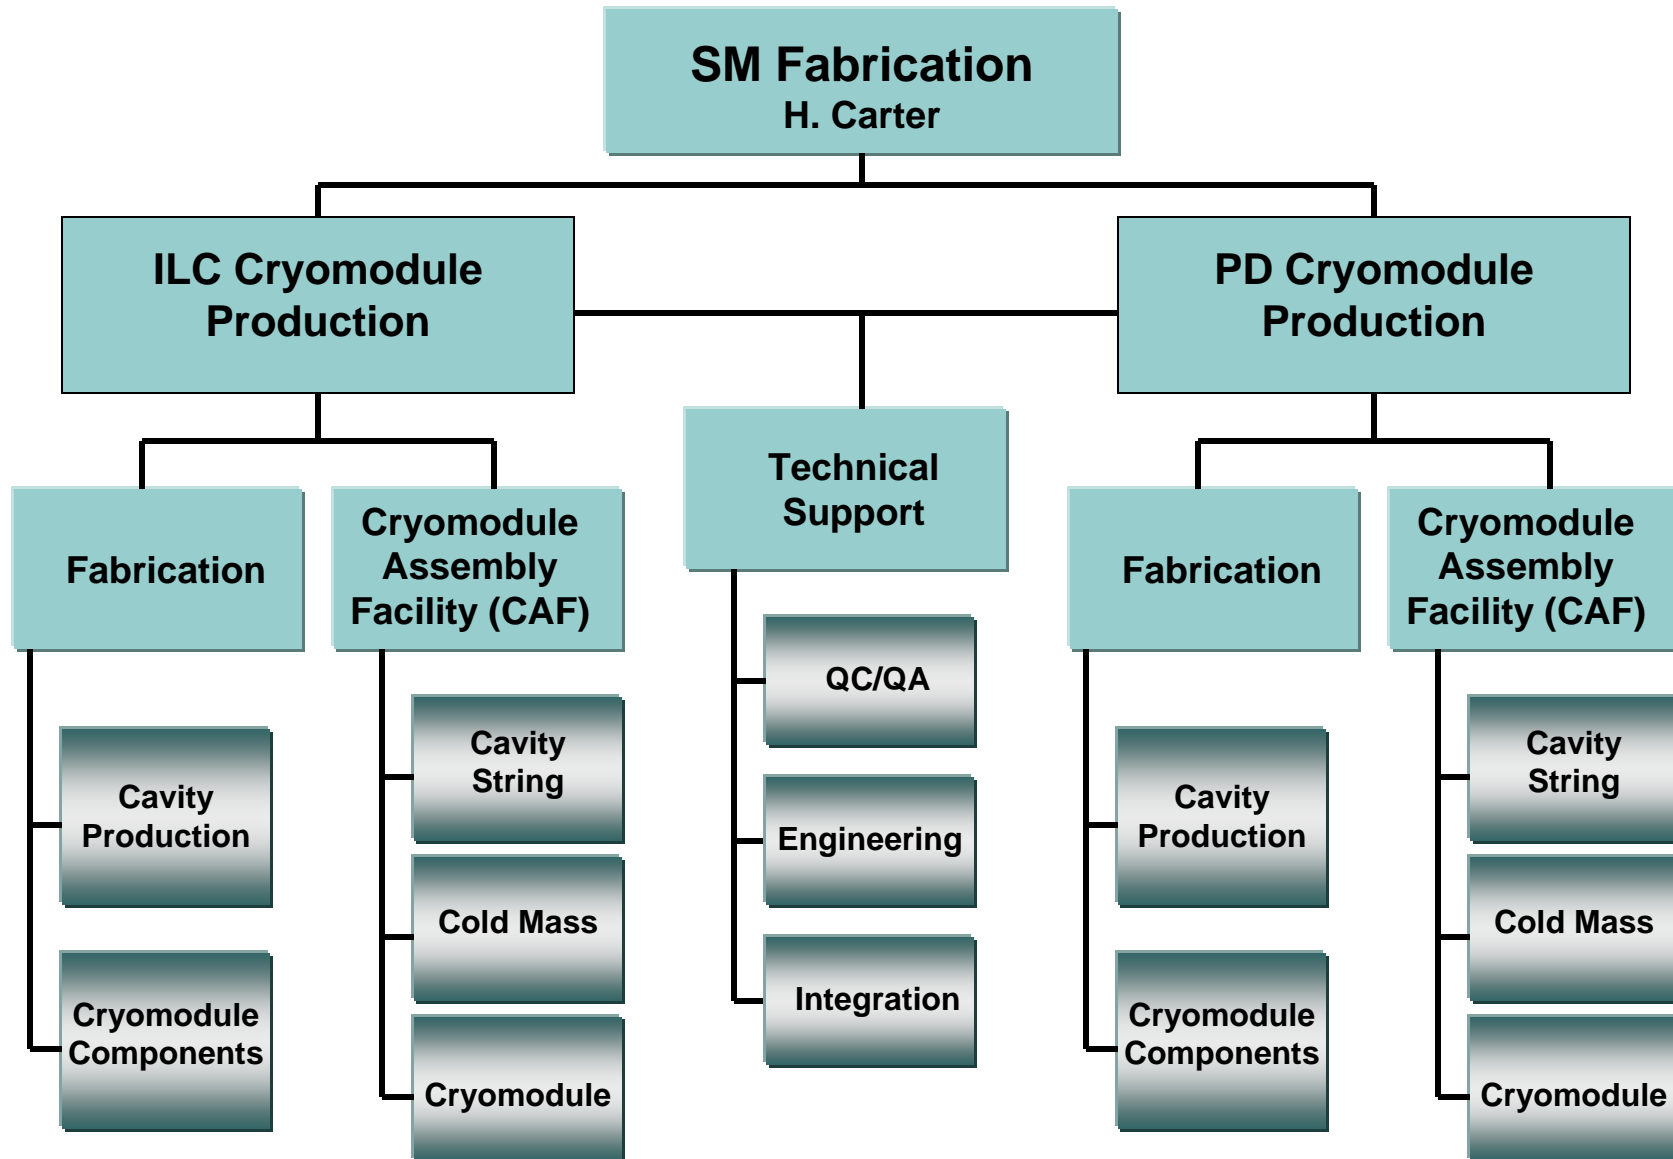 SM Fabrication
H. Carter
ILC Cryomodule
Production
PD Cryomodule
Production
Technical
Support
Fabrication
Cryomodule
Assembly
Facility (CAF)
Fabrication
Cryomodule
Assembly
Facility (CAF)
Cavity
Production
Cryomodule
Components
Cavity
String
Cold Mass
Cryomodule
QC/QA
Engineering
Integration
Cavity
Production
Cryomodule
Components
Cavity
String
Cold Mass
Cryomodule